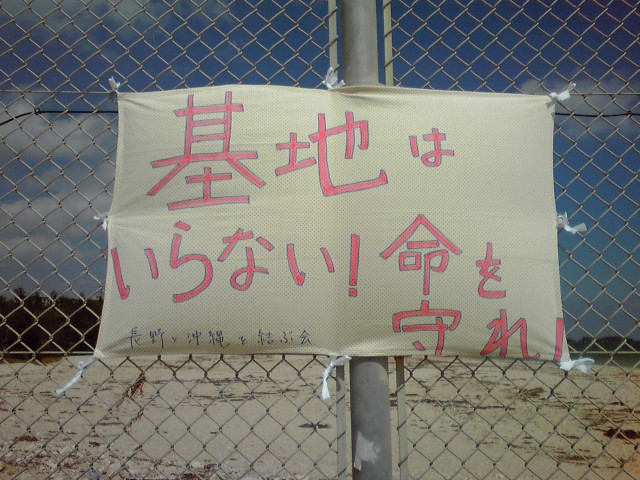 基地は
いらない!命を
守れ!
長野と沖縄を結ぶ会